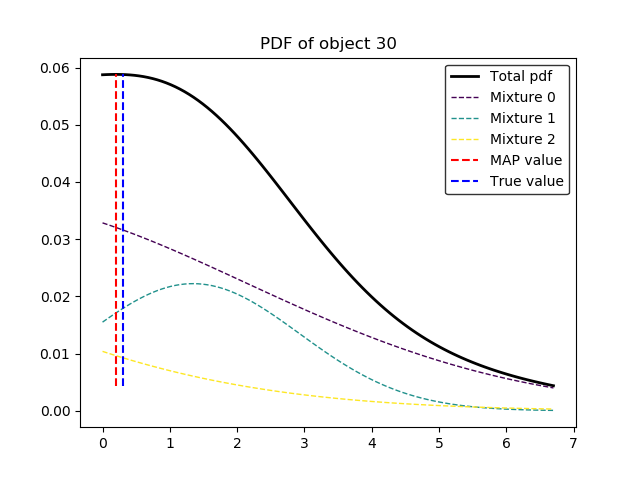 PDF of object 30
Total pdf
Mixture 0
Mixture 1
Mixture 2
MAP value
True value
0.06
0.05
0.04
0.03
0.02
0.01
0.00
0 1 2 3 4 5 6 7